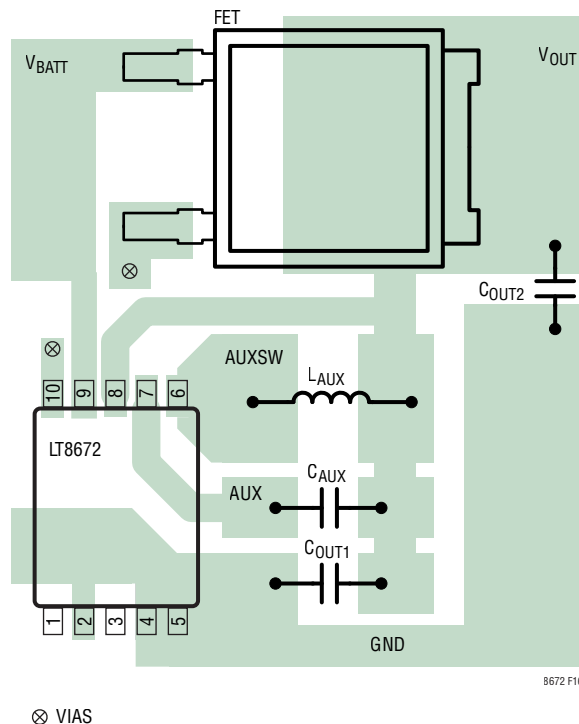 FET
VBATT
VOUT
COUT2
AUXSW
LAUX
10 9 8 7 6
LT8672
CAUX
AUX
COUT1
1 2 3 4 5
GND
8672 F1
⊗ VIAS